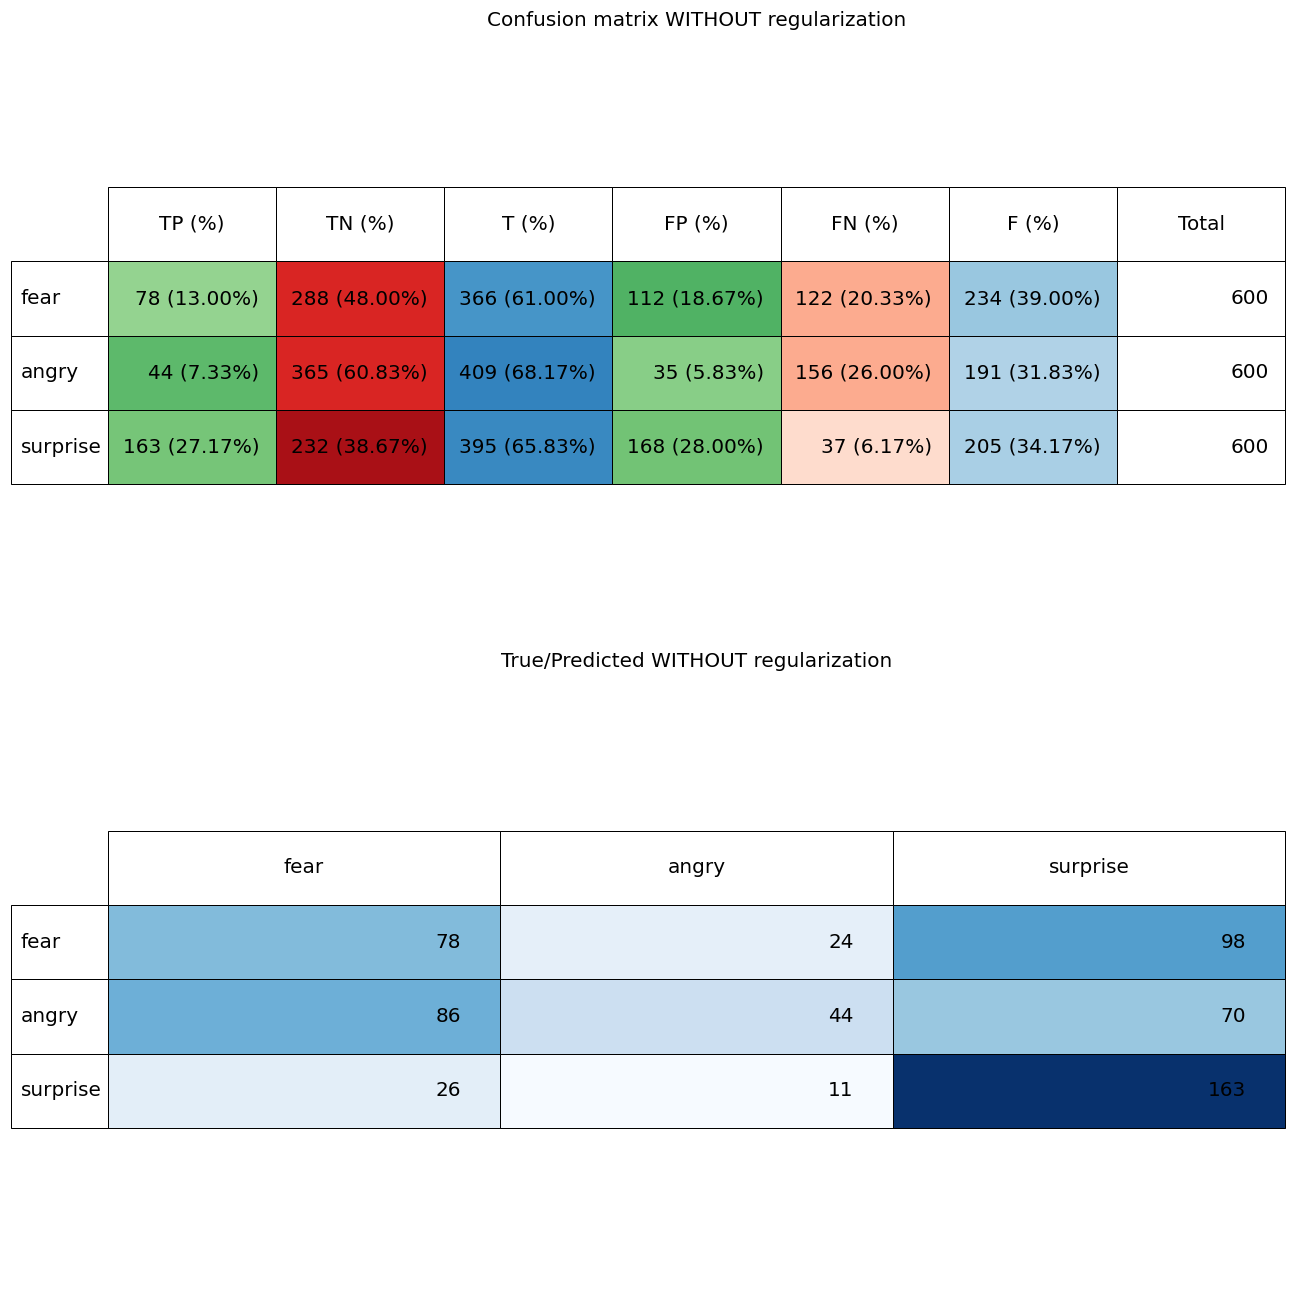 Confusion matrix WITHOUT regularization
TP (%) TN (%) T (%) FP (%) FN (%) F (%) Total
fear 78 (13.00%) 288 (48.00%) 366 (61.00%) 112 (18.67%) 122 (20.33%) 234 (39.00%) 600
angry 44 (7.33%) 365 (60.83%) 409 (68.17%) 35 (5.83%) 156 (26.00%) 191 (31.83%) 600
surprise 163 (27.17%) 232 (38.67%) 395 (65.83%) 168 (28.00%) 37 (6.17%) 205 (34.17%) 600
True/Predicted WITHOUT regularization
fear angry surprise
fear 78 24 98
angry 86 44 70
surprise 26 11 163